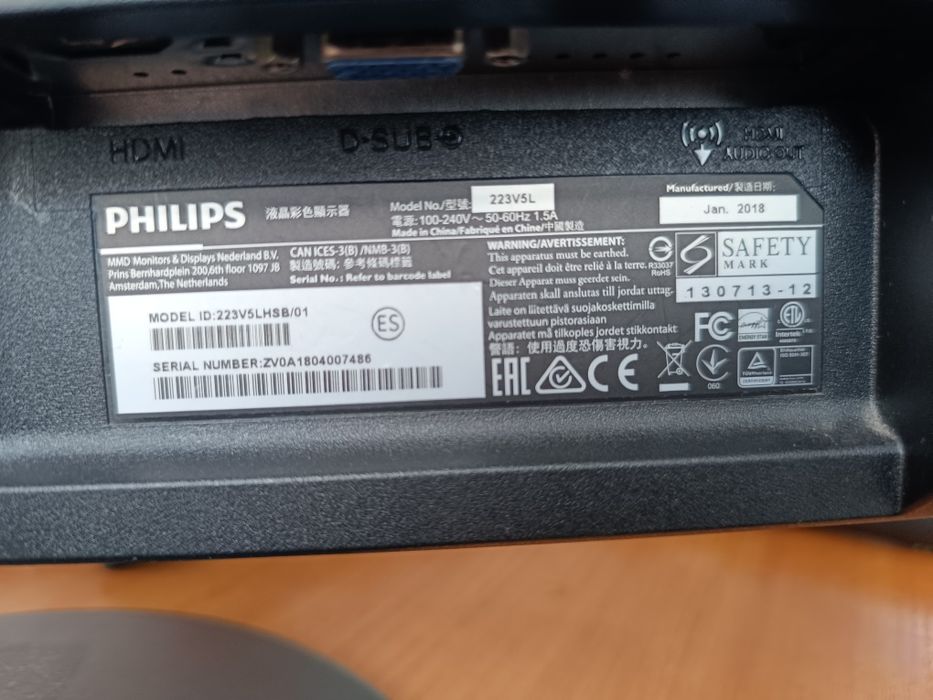 HDMI
D-SUB
HDMI
AUDIO OUT
PHILIPS
液晶彩色顯示器
Model No./型號:
223V5L
電源: 100-240V ~ 50-60Hz 1.5A
Made in China/Fabriqué en Chine/中國製造
Manufactured/製造日期:
Jan. 2018
MMD Monitors & Displays Nederland B.V.
Prins Bernhardplein 200,6th floor 1097 JB
Amsterdam,The Netherlands
CAN ICES-3(B) /NMB-3(B)
製造號碼: 參考條碼標籤
Serial No.: Refer to barcode label
MODEL ID:223V5LHSB/01
ES
SERIAL NUMBER:ZV0A1804007486
WARNING/AVERTISSEMENT:
This apparatus must be earthed.
Cet appareil doit être relié à la terre.
Dieser Apparat muss geerdet sein.
Apparaten skall anslutas till jordat uttag.
Laite on liitettävä suojakoskettimilla
varustettuun pistorasiaan
Apparatet må tilkoples jordet stikkontakt
警語: 使用過度恐傷害視力。
R33037
RoHS
SAFETY
MARK
130713-12
FC
ENERGY STAR
Intertek
EAC
CE
060